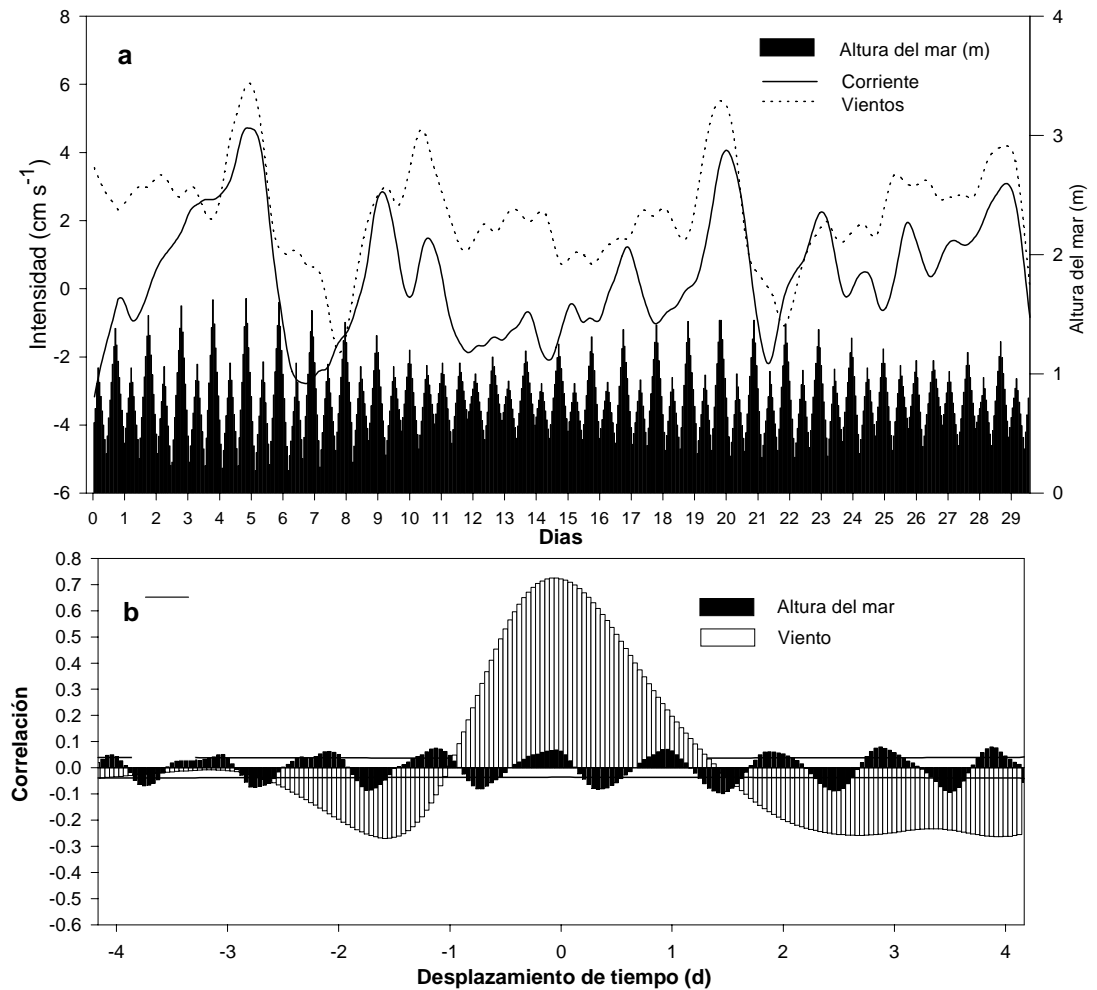 a
Altura del mar (m)
Corriente
Vientos
Intensidad (cm s-1)
8
6
4
2
0
-2
-4
-6
Altura del mar (m)
4
3
2
1
0
0 1 2 3 4 5 6 7 8 9 10 11 12 13 14 15 16 17 18 19 20 21 22 23 24 25 26 27 28 29
Dias
b
Altura del mar
Viento
Correlación
0.8
0.7
0.6
0.5
0.4
0.3
0.2
0.1
0.0
-0.1
-0.2
-0.3
-0.4
-0.5
-0.6
-4 -3 -2 -1 0 1 2 3 4
Desplazamiento de tiempo (d)